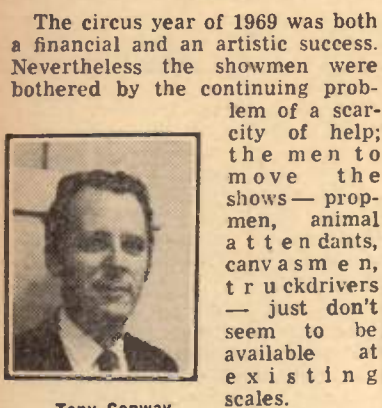 The circus year of 1969 was both
a financial and an artistic success.
Nevertheless the showmen were
bothered by the continuing prob-
lem of a scar-
city of help;
the men to
move the
shows — prop-
men, animal
attendants,
canvasmen,
truckdrivers
— just don't
seem to be
available at
existing
scales.
Tony Conway